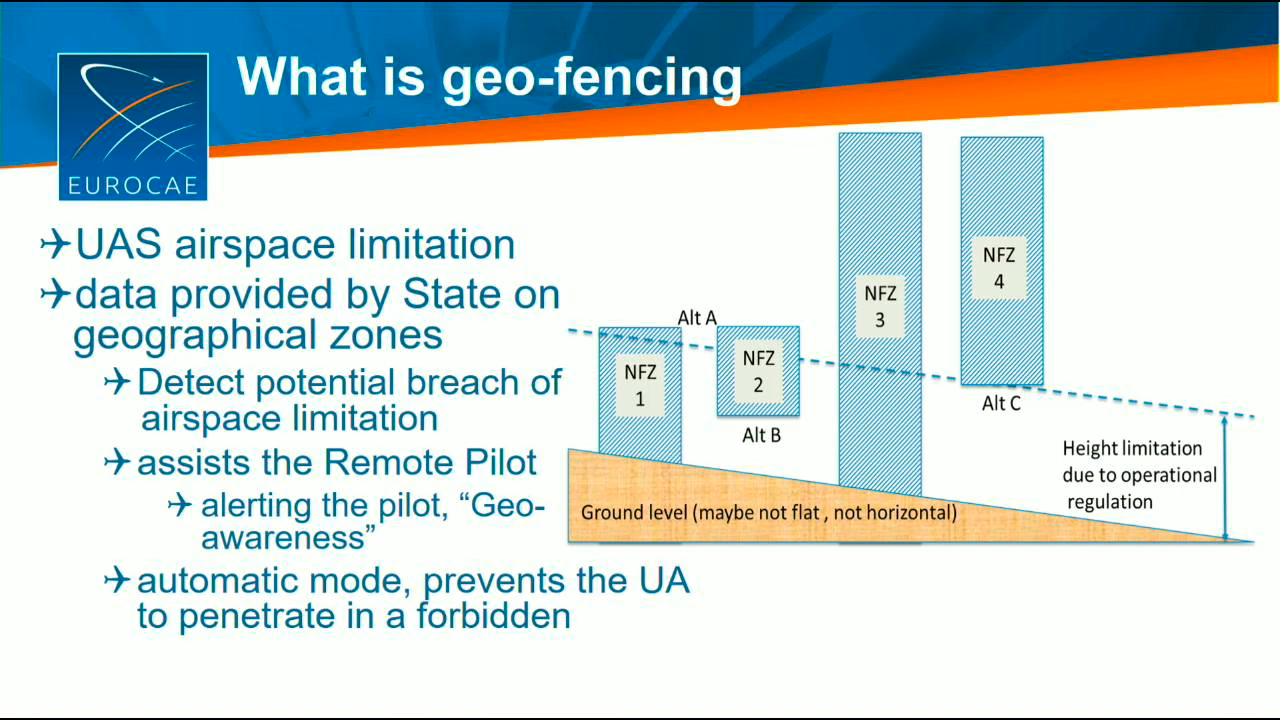 What is geo-fencing
EUROCAE
UAS airspace limitation
data provided by State on
geographical zones
Detect potential breach of
airspace limitation
assists the Remote Pilot
alerting the pilot, “Geo-
awareness”
automatic mode, prevents the UA
to penetrate in a forbidden
Alt A
NFZ
1
NFZ
2
Alt B
NFZ
3
NFZ
4
Alt C
Height limitation
due to operational
regulation
Ground level (maybe not flat , not horizontal)